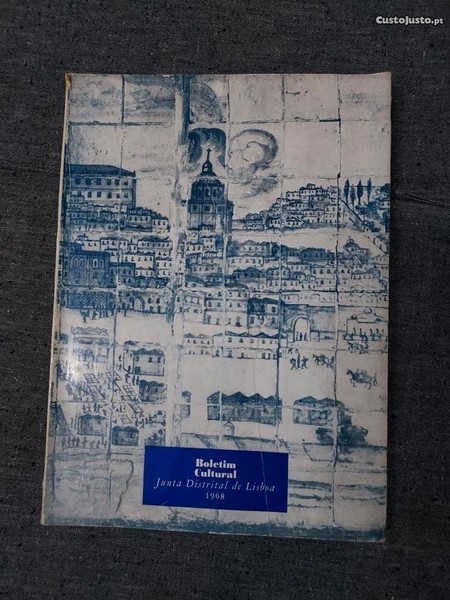 CustoJusto.pt
Boletim
Cultural
Junta Distrital de Lisboa
1968